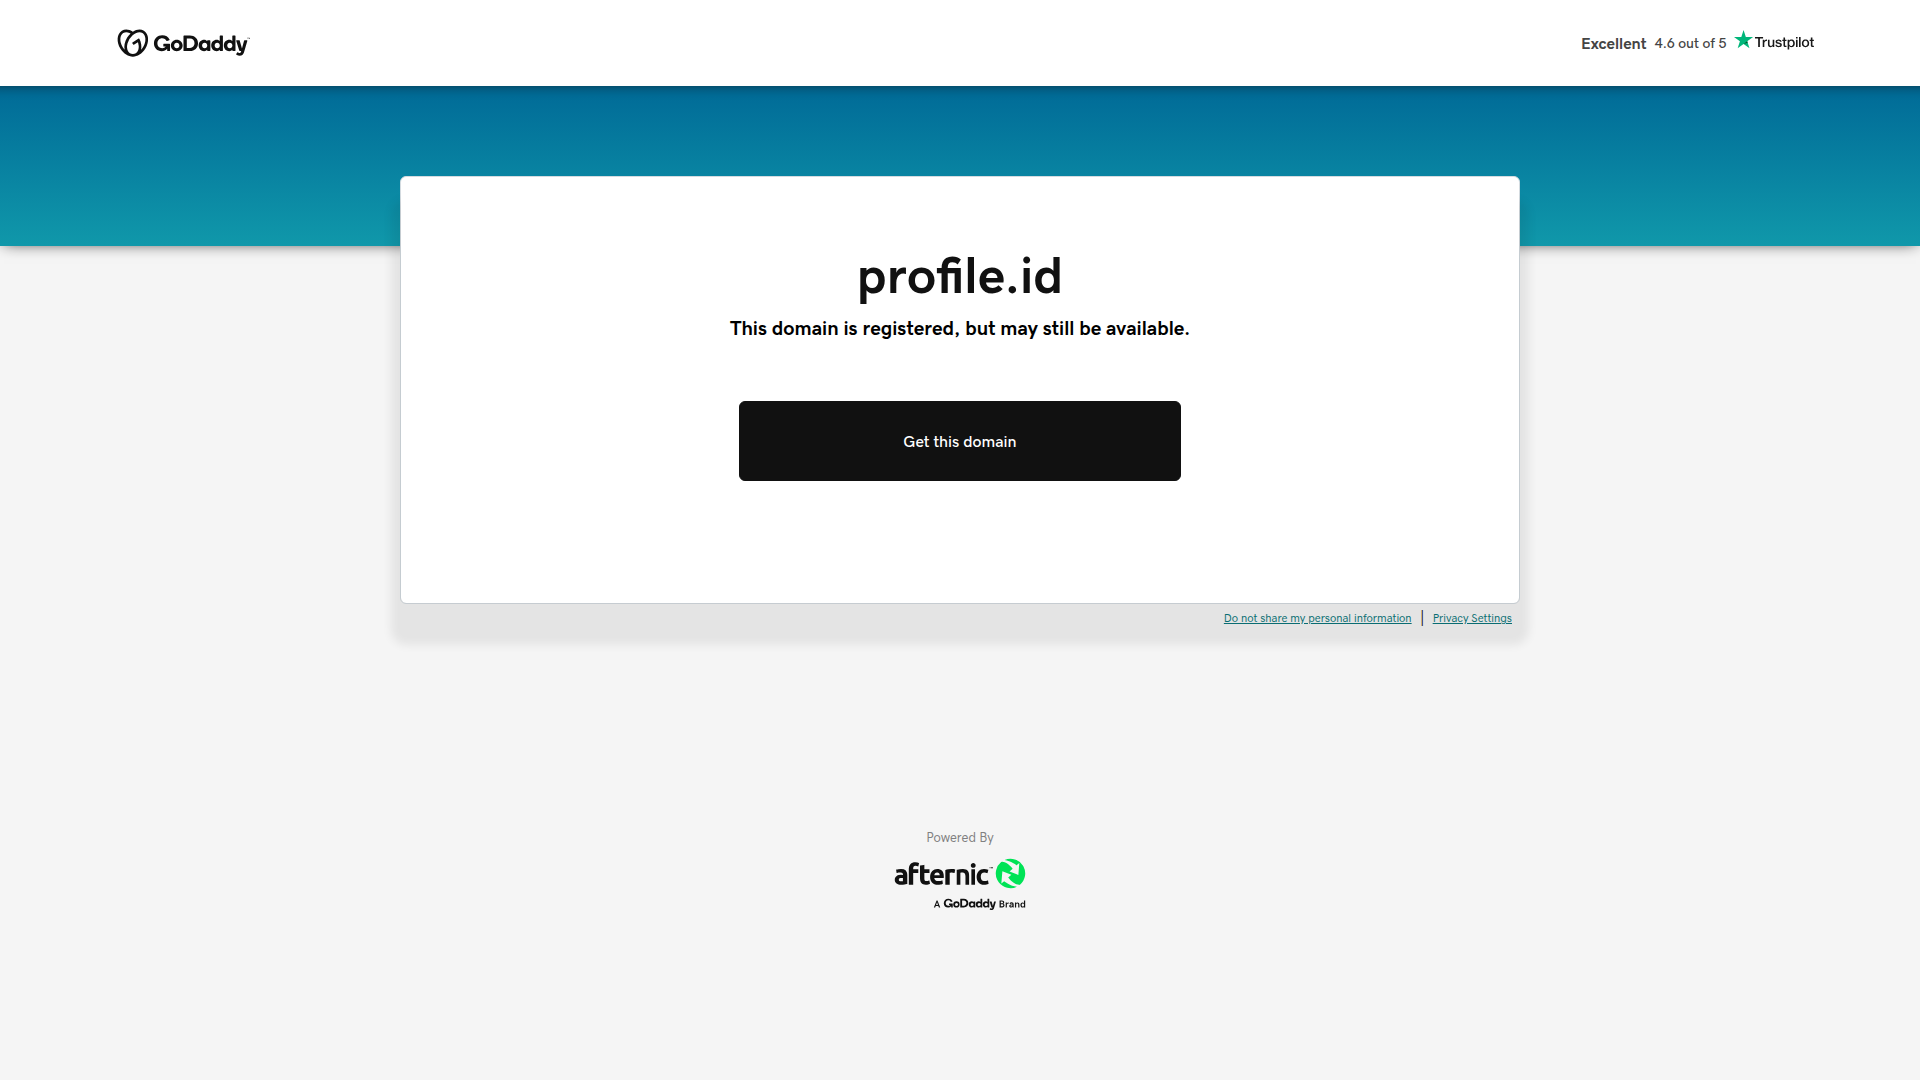 GoDaddy
Excellent 4.6 out of 5 Trustpilot
profile.id
This domain is registered, but may still be available.
Get this domain
Do not share my personal information | Privacy Settings
Powered By
afternic
A GoDaddy Brand